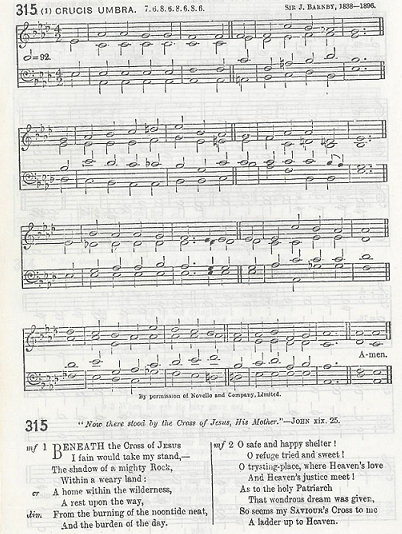 315 (1) CRUCIS UMBRA. 7.6.8.6.8.6.8.6. SIR J. BARNBY, 1838—1896.
=92.
A-men.
By permission of Novello and Company, Limited.
315 "Now there stood by the Cross of Jesus, His Mother."—JOHN xix. 25.
mf 1 BENEATH the Cross of JESUS
I fain would take my stand,—
The shadow of a mighty Rock,
Within a weary land:
cr A home within the wilderness,
A rest upon the way,
dim. From the burning of the noontide neat,
And the burden of the day.
mf 2 O safe and happy shelter!
O refuge tried and sweet!
O trysting-place, where Heaven's love
And Heaven's justice meet!
As to the holy Patriarch
That wondrous dream was given,
So seems my SAVIOUR'S Cross to me
A ladder up to Heaven.